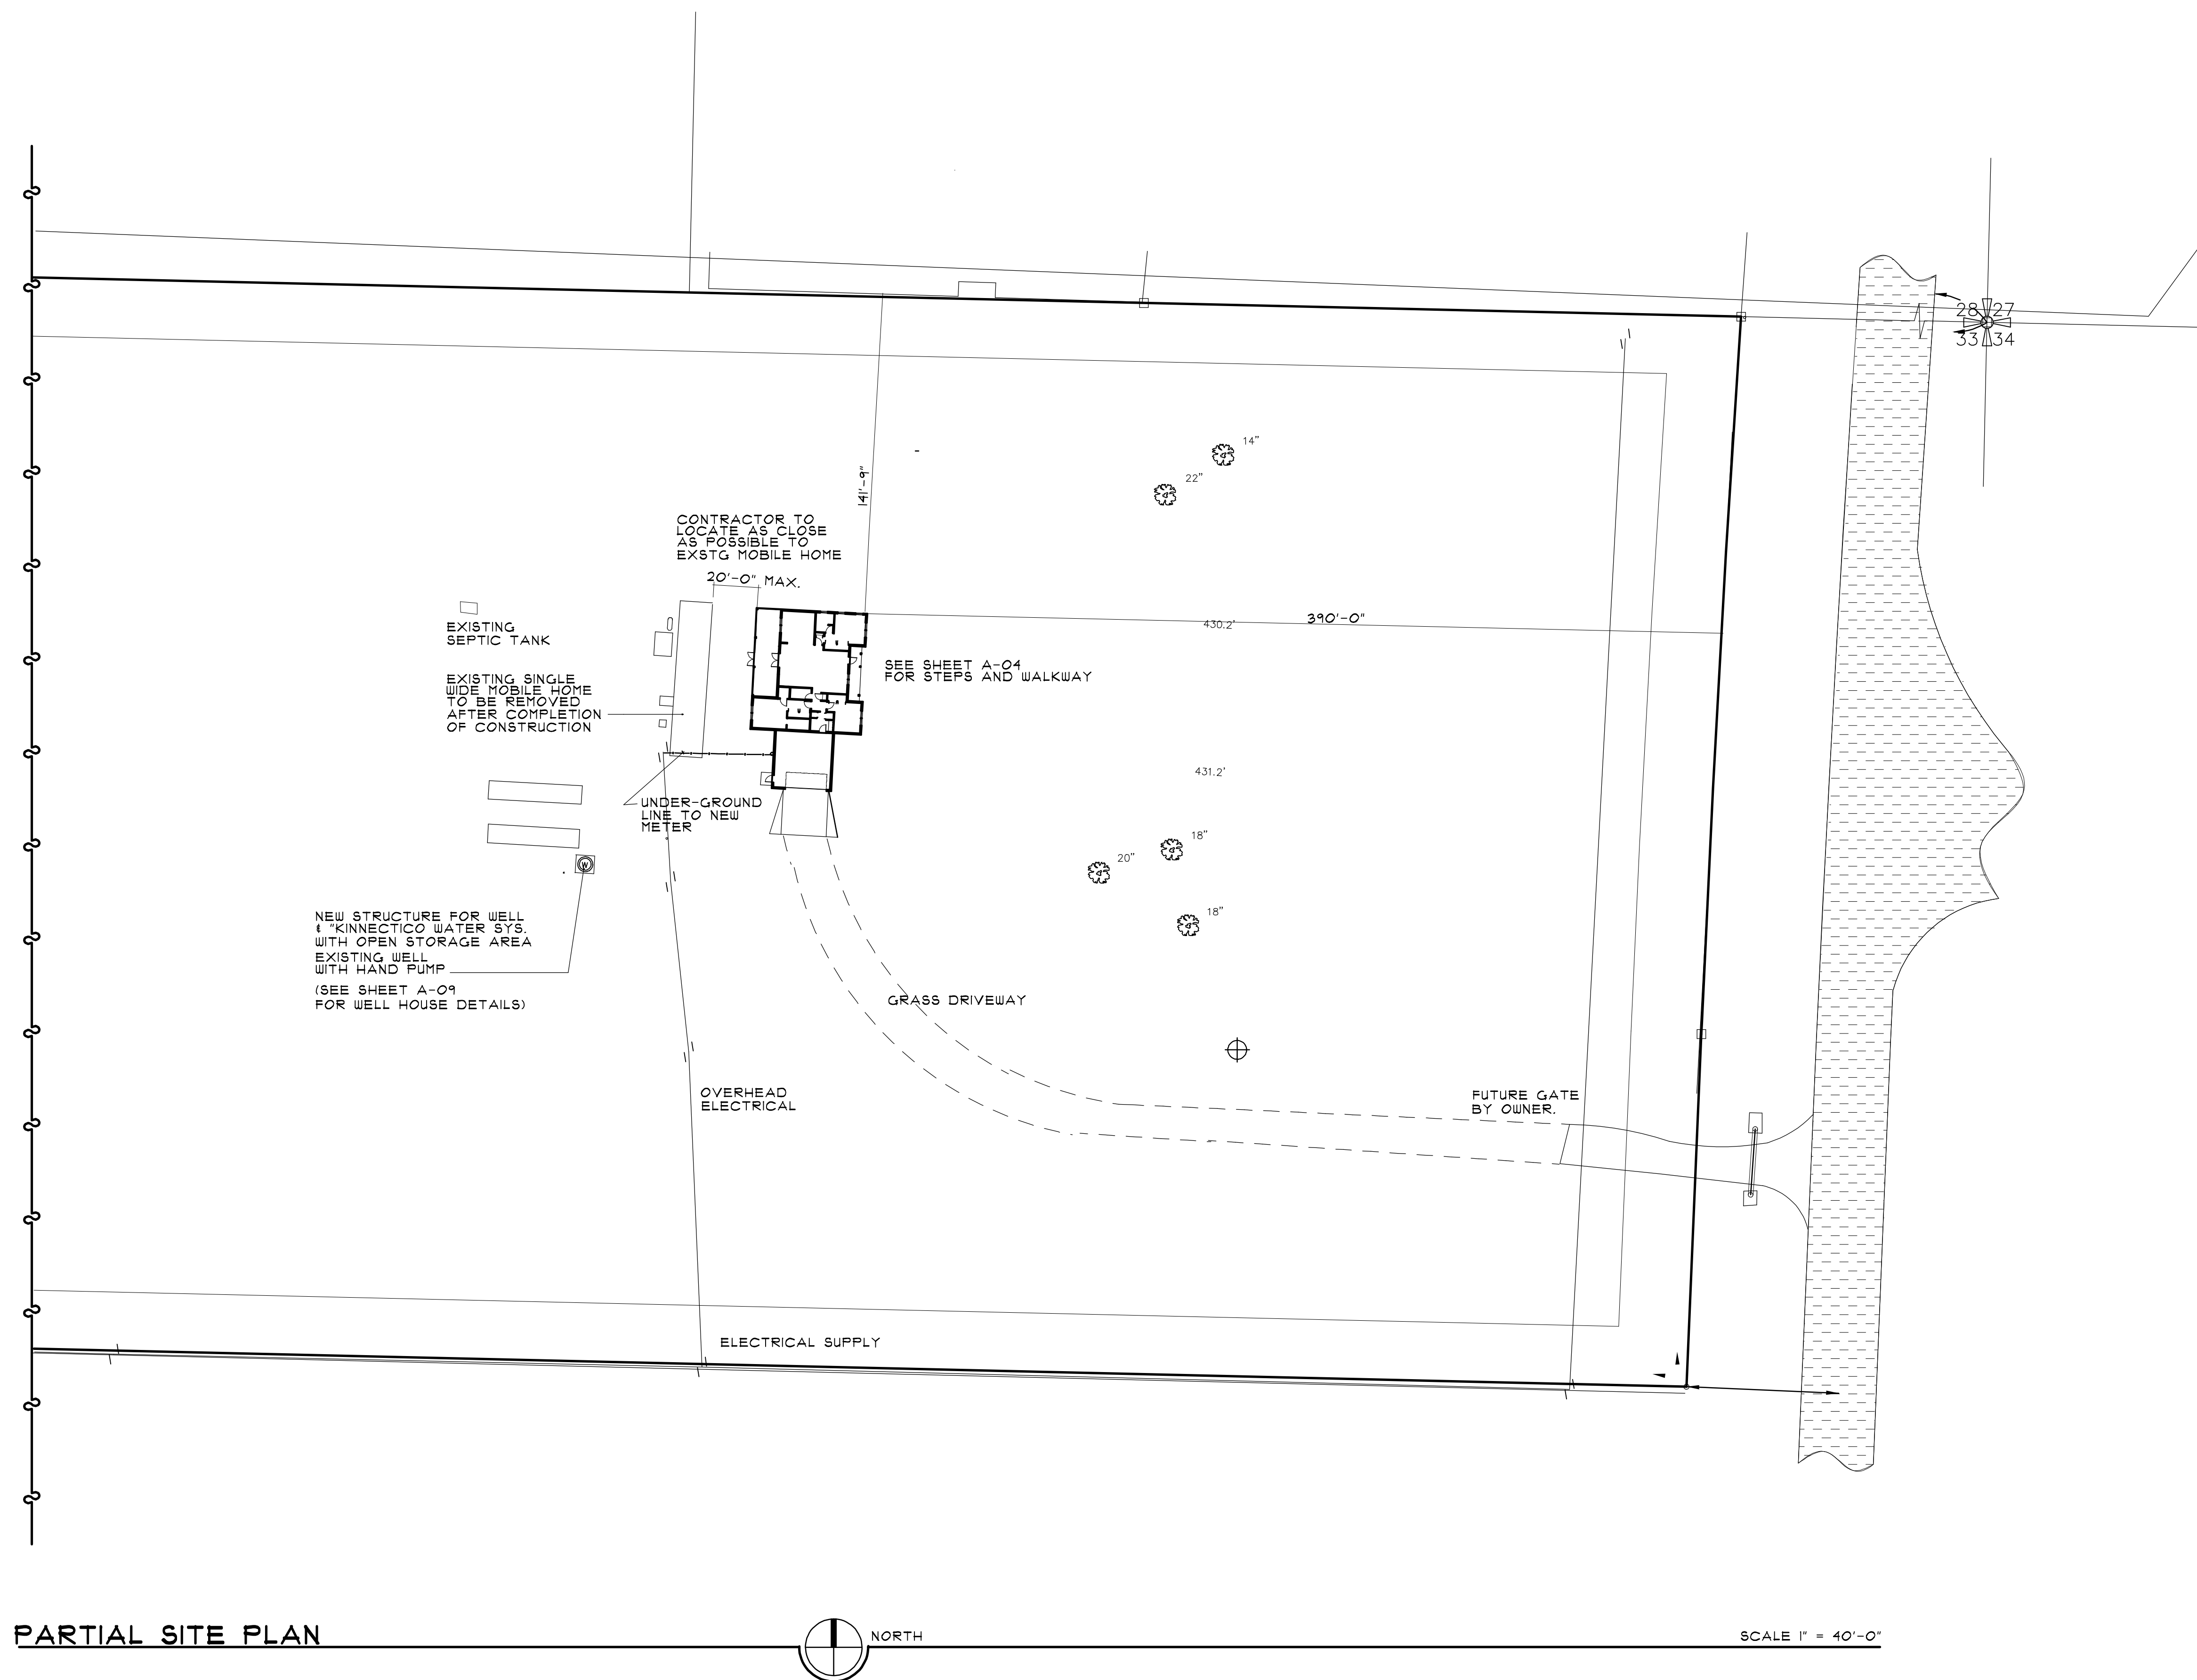 28 27
33 34
14"
22"
141'-9"
CONTRACTOR TO
LOCATE AS CLOSE
AS POSSIBLE TO
EXSTG MOBILE HOME
20'-0" MAX.
EXISTING
SEPTIC TANK
390'-0"
430.2'
SEE SHEET A-04
FOR STEPS AND WALKWAY
EXISTING SINGLE
WIDE MOBILE HOME
TO BE REMOVED
AFTER COMPLETION
OF CONSTRUCTION
431.2'
UNDER-GROUND
LINE TO NEW
METER
18"
20"
W
18"
NEW STRUCTURE FOR WELL
& "KINNECTICO WATER SYS.
WITH OPEN STORAGE AREA
EXISTING WELL
WITH HAND PUMP
(SEE SHEET A-09
FOR WELL HOUSE DETAILS)
GRASS DRIVEWAY
OVERHEAD
ELECTRICAL
FUTURE GATE
BY OWNER.
ELECTRICAL SUPPLY
PARTIAL SITE PLAN
NORTH
SCALE 1" = 40'-0"